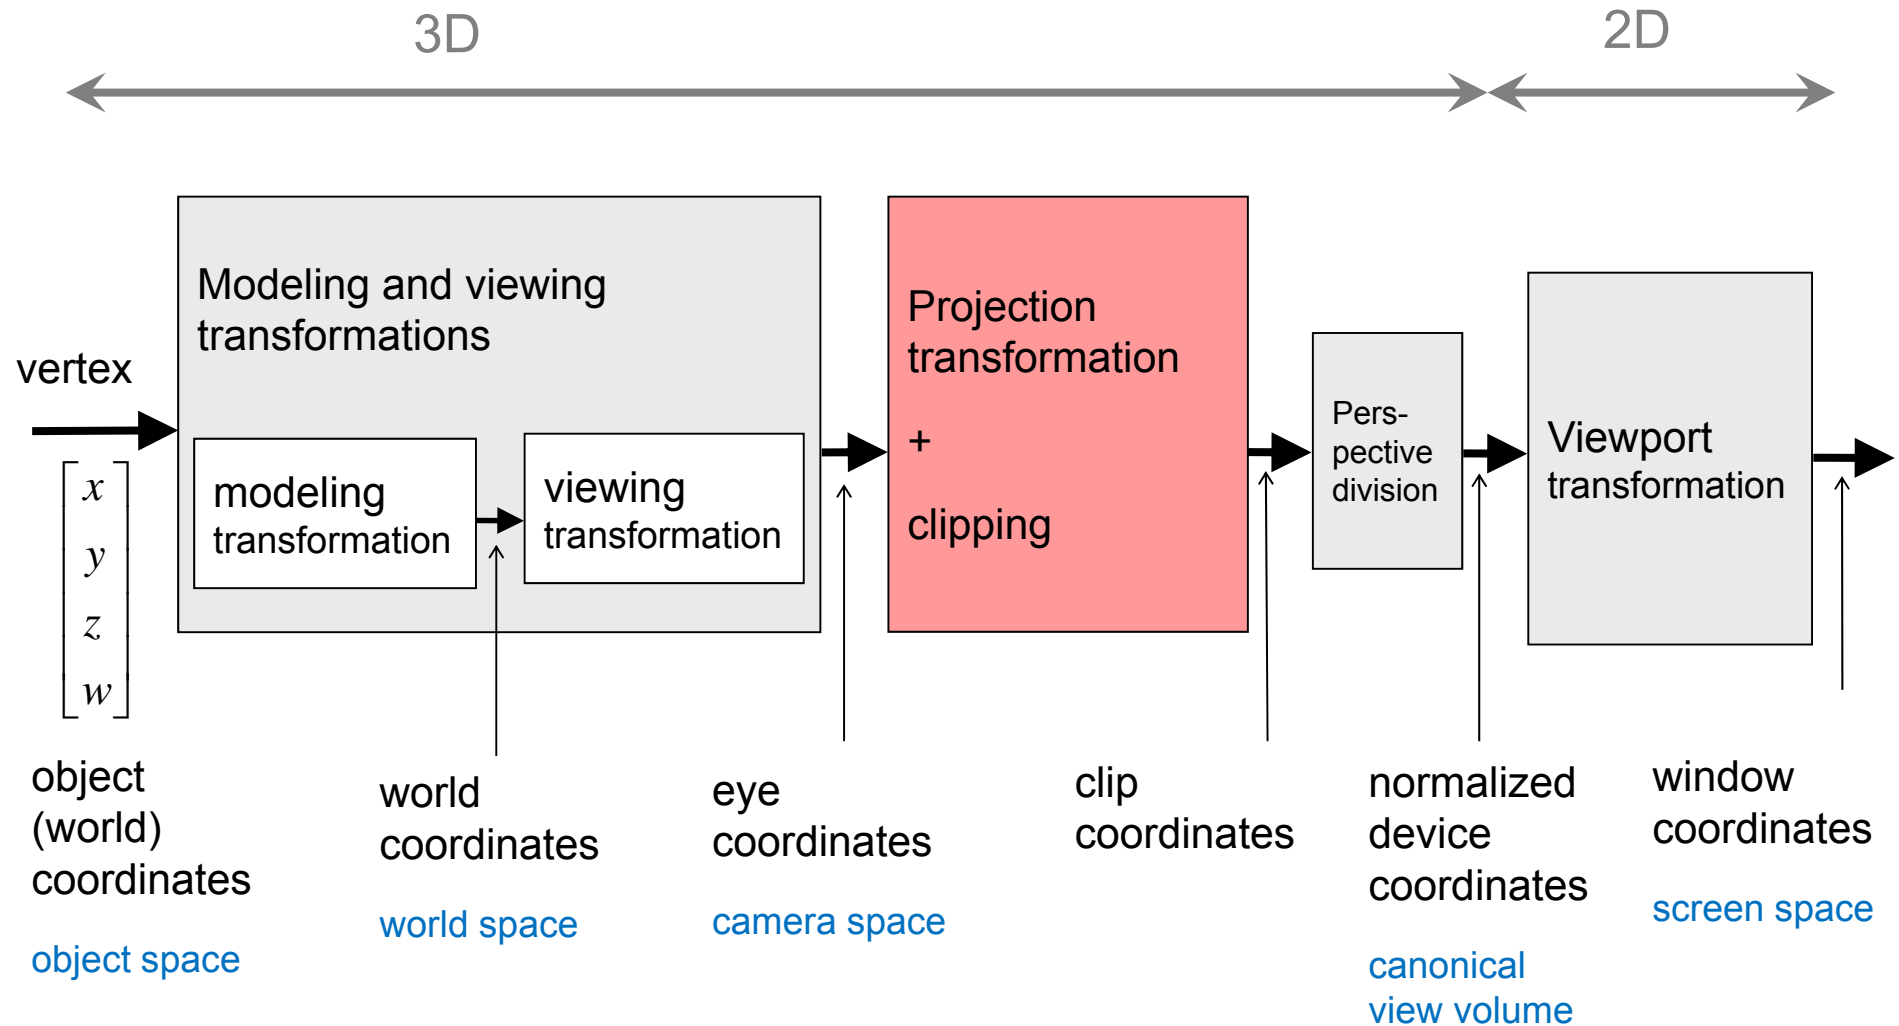 3D
2D
Modeling and viewing
transformations
vertex
x
y
z
w
modeling
transformation
viewing
transformation
Projection
transformation
+
clipping
Pers-
pective
division
Viewport
transformation
object
(world)
coordinates
object space
world
coordinates
world space
eye
coordinates
camera space
clip
coordinates
normalized
device
coordinates
canonical
view volume
window
coordinates
screen space